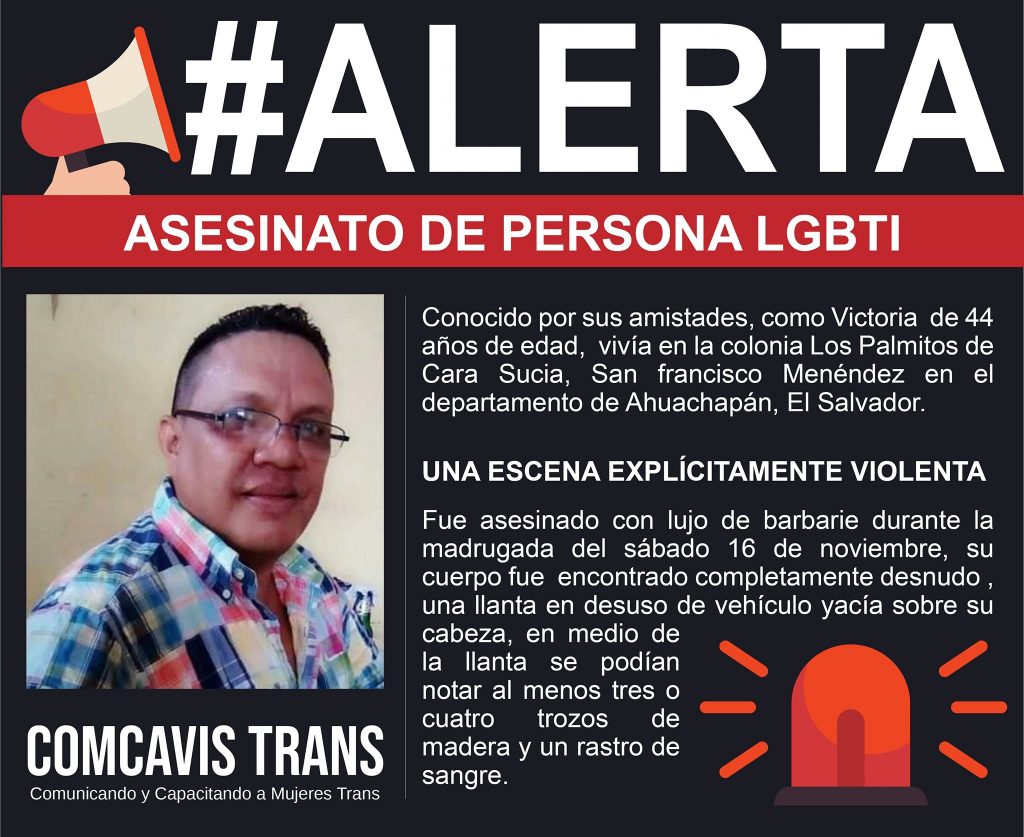 #ALERTA
ASESINATO DE PERSONA LGBTI
Conocido por sus amistades, como Victoria de 44
años de edad, vivía en la colonia Los Palmitos de
Cara Sucia, San francisco Menéndez en el
departamento de Ahuachapán, El Salvador.
UNA ESCENA EXPLÍCITAMENTE VIOLENTA
Fue asesinado con lujo de barbarie durante la
madrugada del sábado 16 de noviembre, su
cuerpo fue encontrado completamente desnudo ,
una llanta en desuso de vehículo yacía sobre su
cabeza, en medio de
la llanta se podían
notar al menos tres o
cuatro trozos de
madera y un rastro de
sangre.
COMCAVIS TRANS
Comunicando y Capacitando a Mujeres Trans